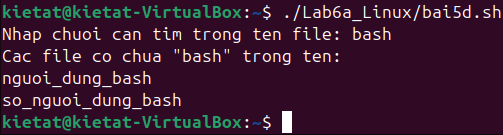 kietat@kietat-VirtualBox:~$ ./Lab6a_Linux/bai5d.sh
Nhap chuoi can tim trong ten file: bash
Cac file co chua "bash" trong ten:
nguoi_dung_bash
so_nguoi_dung_bash
kietat@kietat-VirtualBox:~$